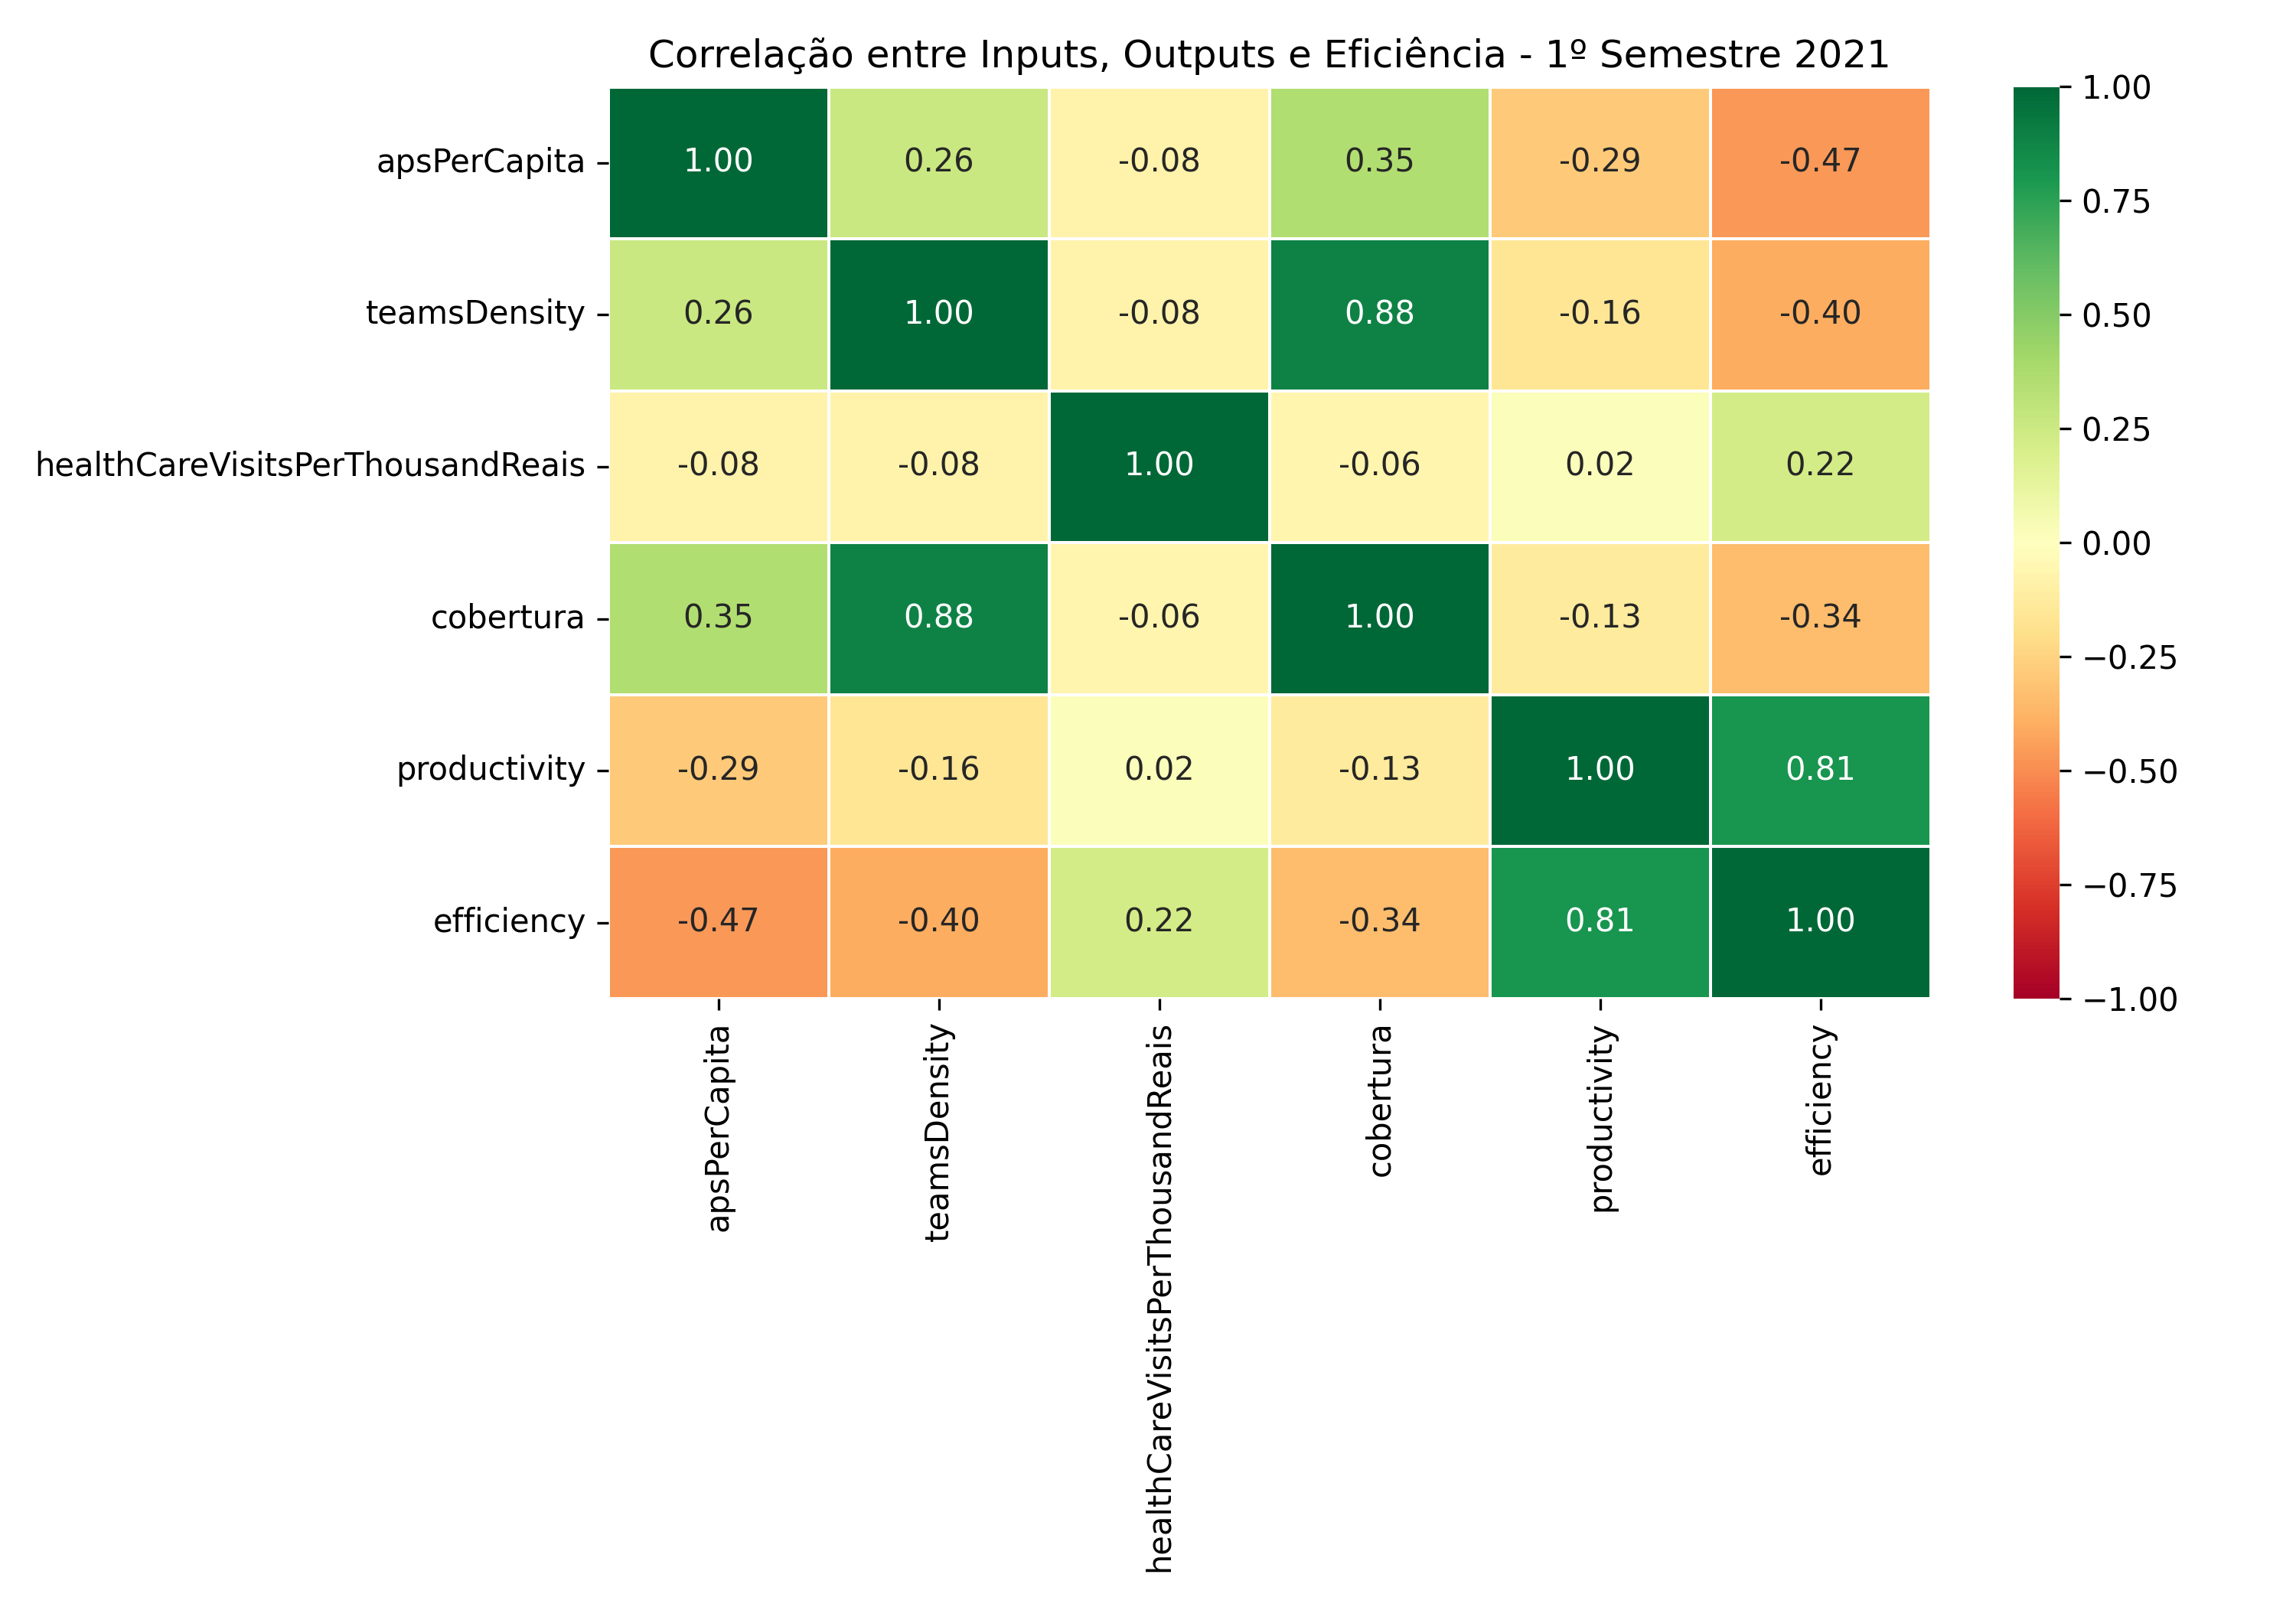 Correlação entre Inputs, Outputs e Eficiência - 1º Semestre 2021
apsPerCapita 1.00 0.26 -0.08 0.35 -0.29 -0.47
teamsDensity 0.26 1.00 -0.08 0.88 -0.16 -0.40
healthCareVisitsPerThousandReais -0.08 -0.08 1.00 -0.06 0.02 0.22
cobertura 0.35 0.88 -0.06 1.00 -0.13 -0.34
productivity -0.29 -0.16 0.02 -0.13 1.00 0.81
efficiency -0.47 -0.40 0.22 -0.34 0.81 1.00
apsPerCapita
teamsDensity
healthCareVisitsPerThousandReais
cobertura
productivity
efficiency
1.00
0.75
0.50
0.25
0.00
−0.25
−0.50
−0.75
−1.00